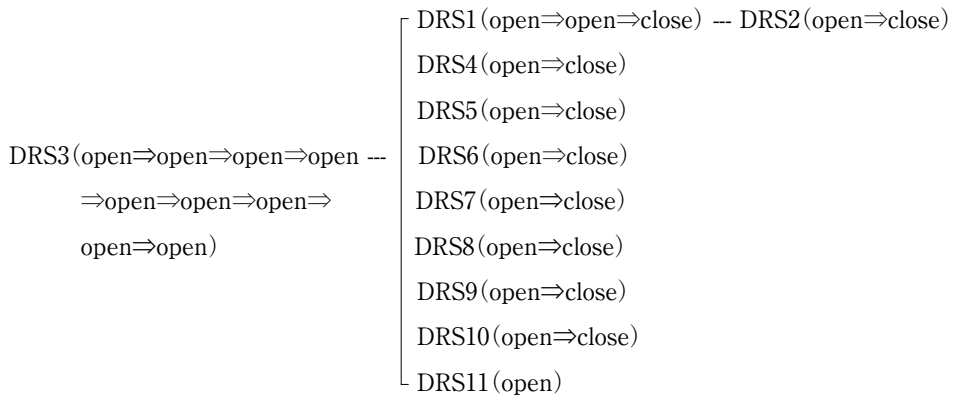 DRS1(open⇒open⇒close) --- DRS2(open⇒close)
DRS4(open⇒close)
DRS5(open⇒close)
DRS3(open⇒open⇒open⇒open --- DRS6(open⇒close)
⇒open⇒open⇒open⇒ DRS7(open⇒close)
open⇒open) DRS8(open⇒close)
DRS9(open⇒close)
DRS10(open⇒close)
DRS11(open)